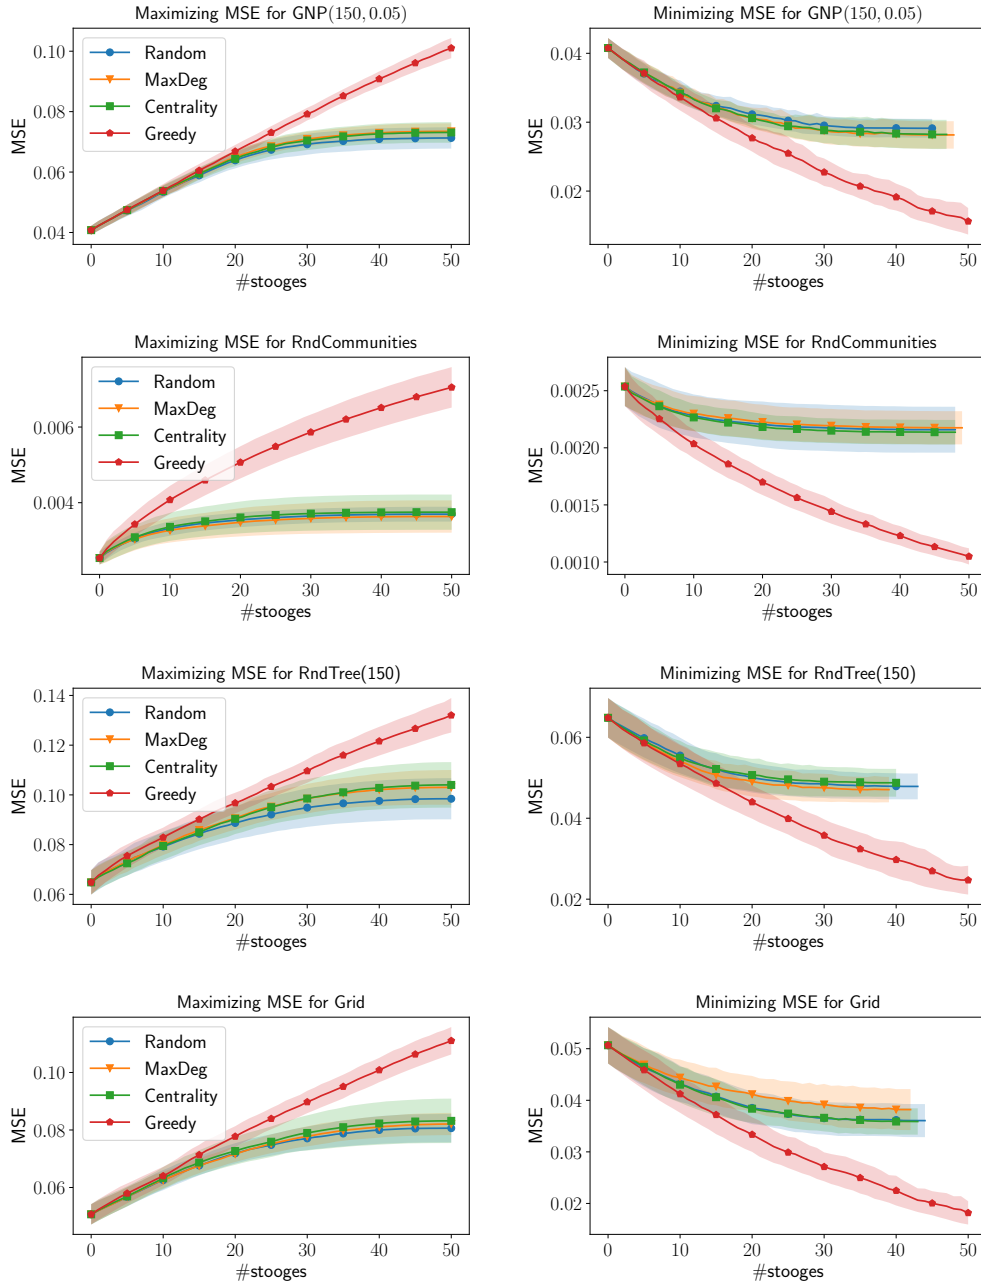 Maximizing MSE for GNP(150, 0.05)
0.10
0.08
0.06
0.04
MSE
Random
MaxDeg
Centrality
Greedy
0 10 20 30 40 50
#stooges
Minimizing MSE for GNP(150, 0.05)
0.04
0.03
0.02
MSE
0 10 20 30 40 50
#stooges
Maximizing MSE for RndCommunities
0.006
0.004
MSE
Random
MaxDeg
Centrality
Greedy
0 10 20 30 40 50
#stooges
Minimizing MSE for RndCommunities
0.0025
0.0020
0.0015
0.0010
MSE
0 10 20 30 40 50
#stooges
Maximizing MSE for RndTree(150)
0.14
0.12
0.10
0.08
0.06
MSE
Random
MaxDeg
Centrality
Greedy
0 10 20 30 40 50
#stooges
Minimizing MSE for RndTree(150)
0.06
0.04
0.02
MSE
0 10 20 30 40 50
#stooges
Maximizing MSE for Grid
0.10
0.08
0.06
MSE
Random
MaxDeg
Centrality
Greedy
0 10 20 30 40 50
#stooges
Minimizing MSE for Grid
0.05
0.04
0.03
0.02
MSE
0 10 20 30 40 50
#stooges